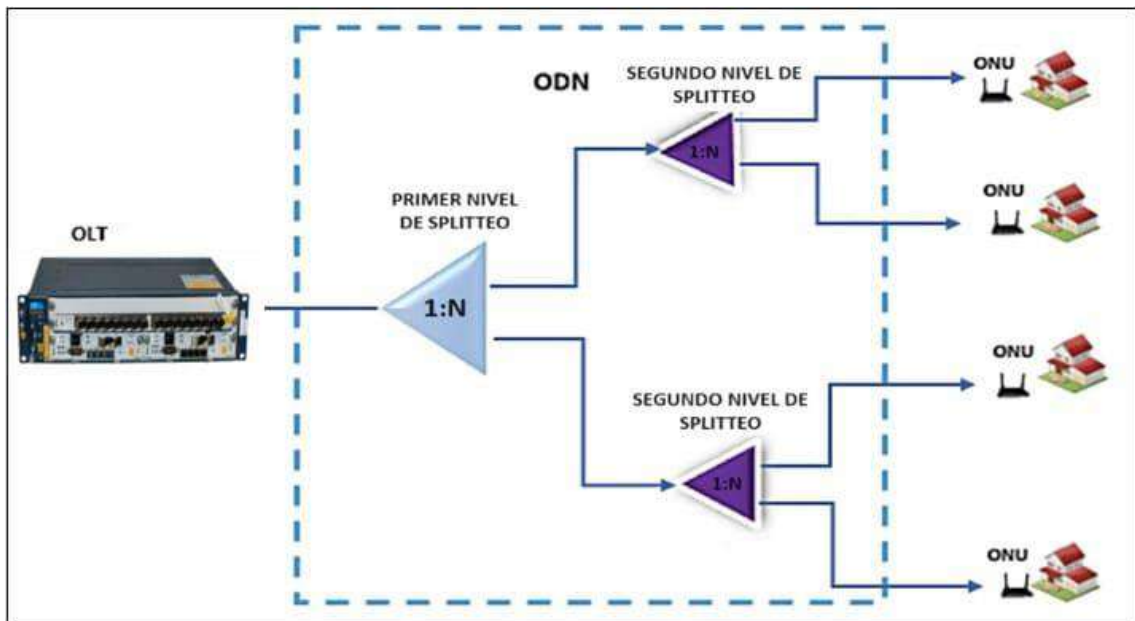 ODN
SEGUNDO NIVEL DE
SPLITTEO
1:N
ONU
ONU
PRIMER NIVEL
DE SPLITTEO
1:N
OLT
SEGUNDO NIVEL DE
SPLITTEO
1:N
ONU
ONU